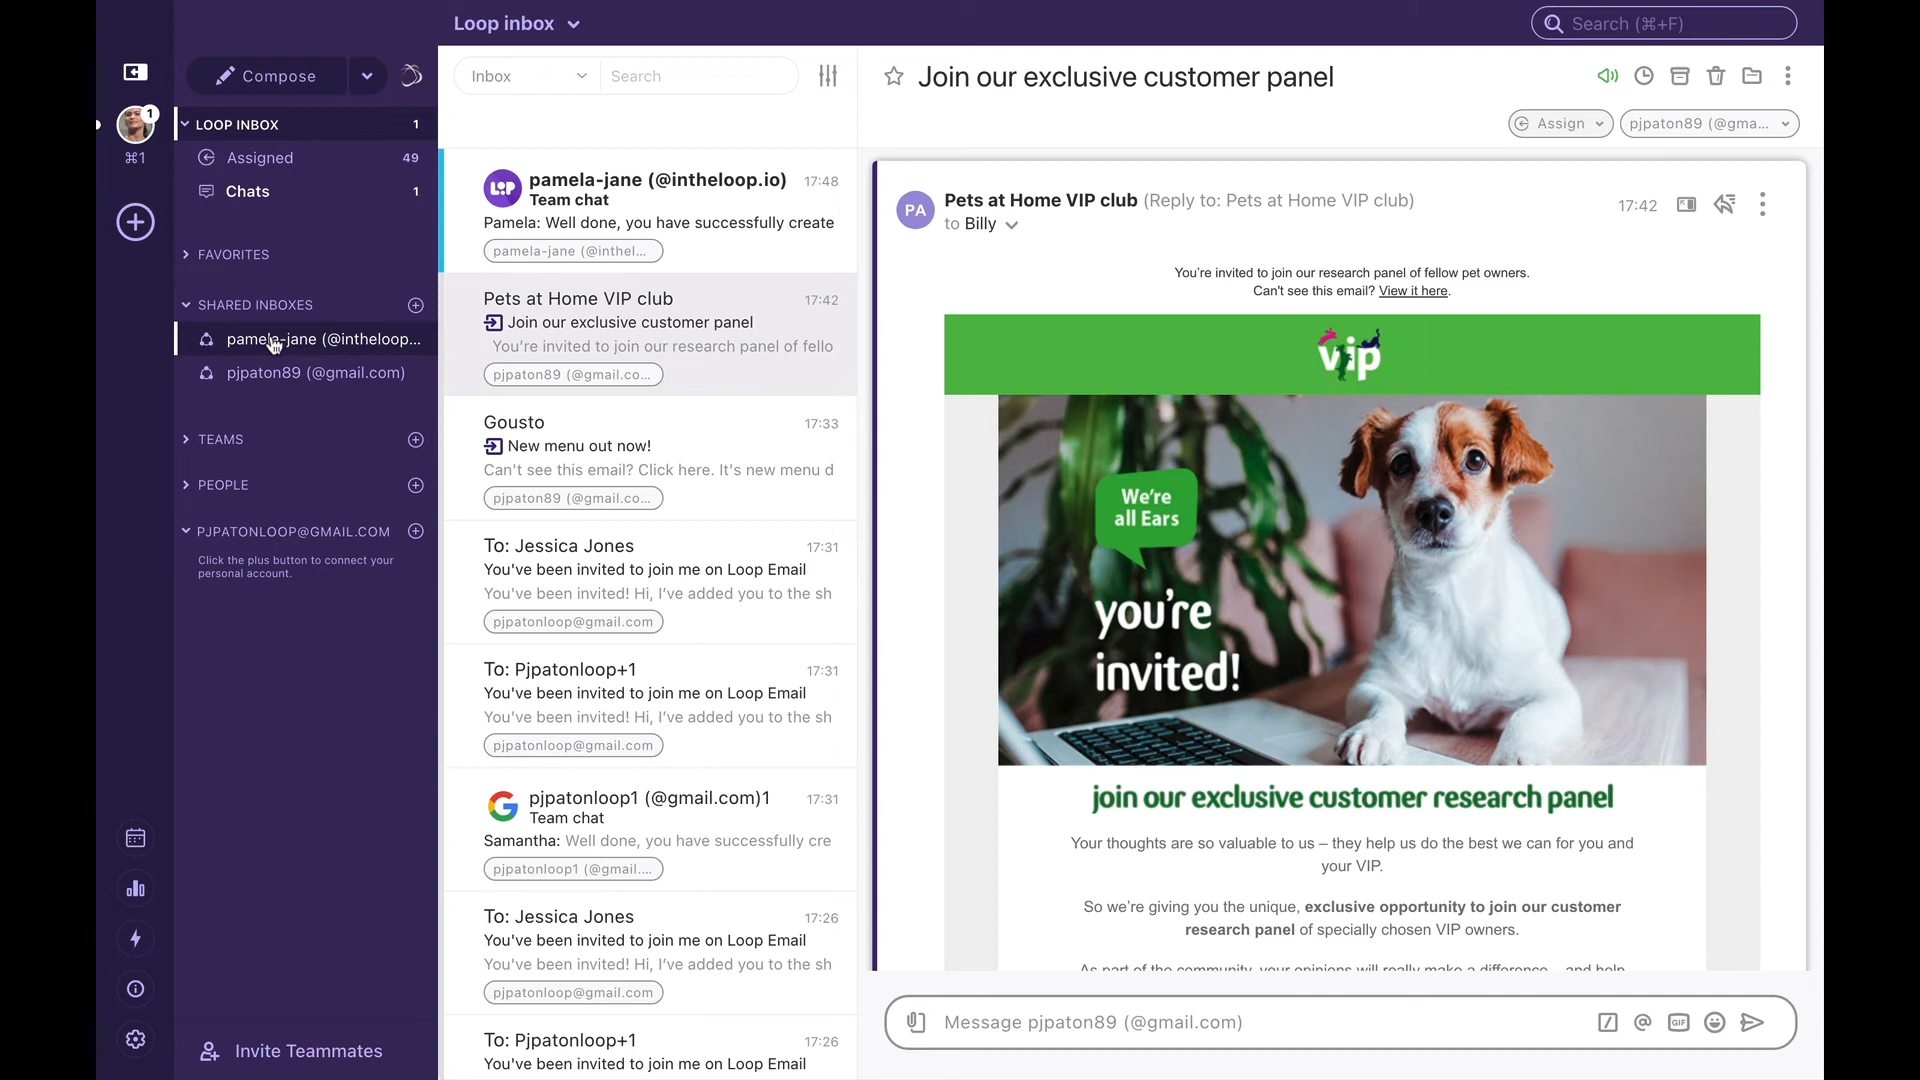 Loop inbox
Search (⌘+F)
1
⌘1
Compose
LOOP INBOX 1
Assigned 49
Chats 1
FAVORITES
SHARED INBOXES
pamela-jane (@intheloop...
pjpaton89 (@gmail.com)
TEAMS
PEOPLE
PJPATONLOOP@GMAIL.COM
Click the plus button to connect your
personal account.
Invite Teammates
Inbox Search
LOP
pamela-jane (@intheloop.io) 17:48
Team chat
Pamela: Well done, you have successfully create
pamela-jane (@inthel...
Pets at Home VIP club 17:42
Join our exclusive customer panel
You're invited to join our research panel of fello
pjpaton89 (@gmail.co...
Gousto 17:33
New menu out now!
Can't see this email? Click here. It's new menu d
pjpaton89 (@gmail.co...
To: Jessica Jones 17:31
You've been invited to join me on Loop Email
You've been invited! Hi, I've added you to the sh
pjpatonloop@gmail.com
To: Pjpatonloop+1 17:31
You've been invited to join me on Loop Email
You've been invited! Hi, I've added you to the sh
pjpatonloop@gmail.com
pjpatonloop1 (@gmail.com)1 17:31
Team chat
Samantha: Well done, you have successfully cre
pjpatonloop1 (@gmail....
To: Jessica Jones 17:26
You've been invited to join me on Loop Email
You've been invited! Hi, I've added you to the sh
pjpatonloop@gmail.com
To: Pjpatonloop+1 17:26
You've been invited to join me on Loop Email
Join our exclusive customer panel
Assign pjpaton89 (@gma...
PA
Pets at Home VIP club (Reply to: Pets at Home VIP club) 17:42
to Billy
You're invited to join our research panel of fellow pet owners.
Can't see this email? View it here.
vip
We're
all Ears
you're
invited!
join our exclusive customer research panel
Your thoughts are so valuable to us – they help us do the best we can for you and
your VIP.
So we're giving you the unique, exclusive opportunity to join our customer
research panel of specially chosen VIP owners.
As part of the community, your opinions will really make a difference – and help
Message pjpaton89 (@gmail.com)
GIF